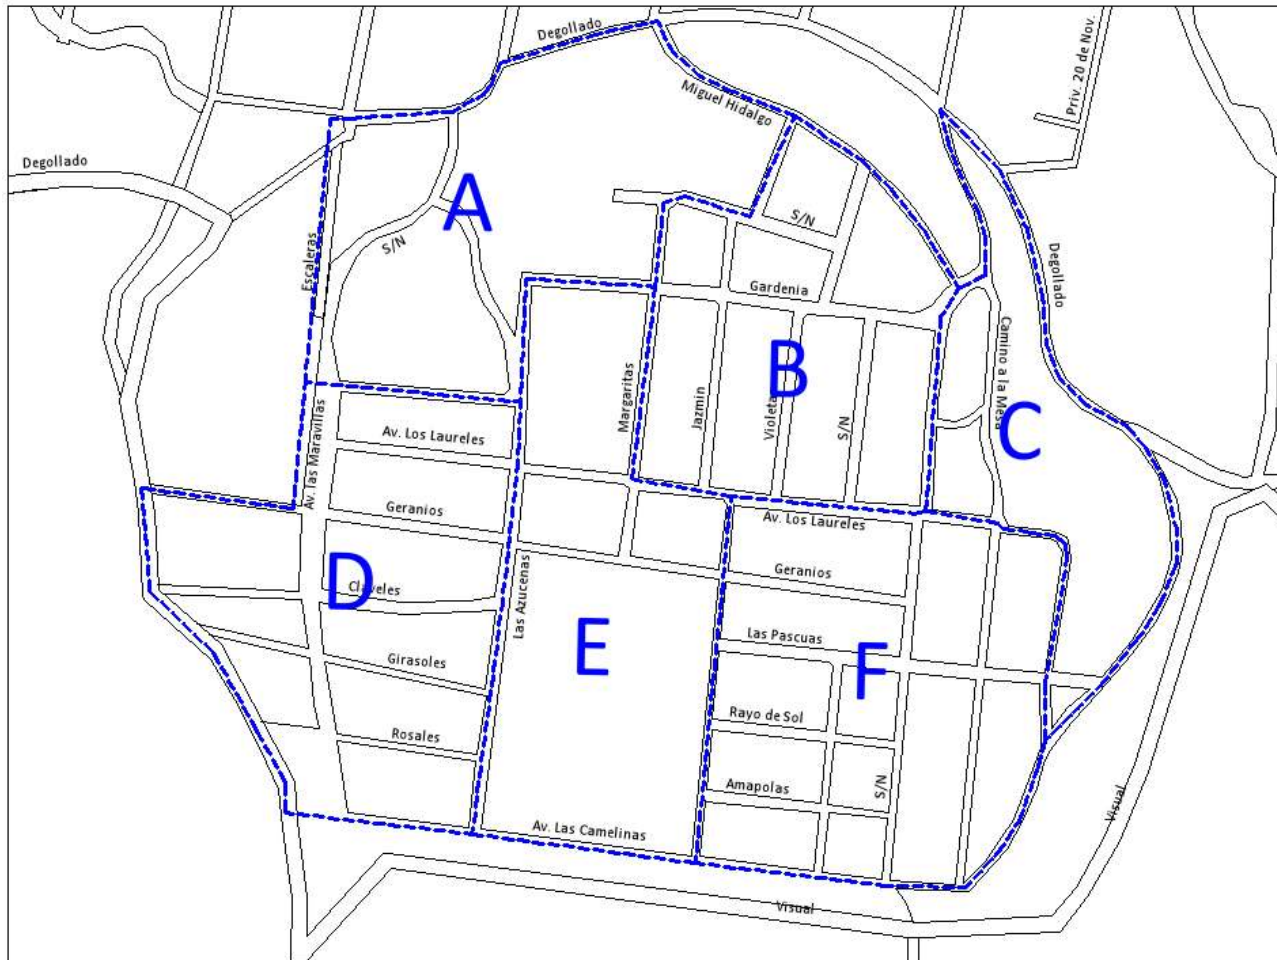 Degollado
Priv. 20 de Nov.
Miguel Hidalgo
Degollado
A
S/N
S/N
Escaleras
Degollado
Gardenia
Camino a la Mesa
B
Margaritas
Jazmin
Violeta
S/N
C
Av. Los Laureles
Av. las Maravillas
Geranios
Av. Los Laureles
D
Claveles
Las Azucenas
Geranios
E
Las Pascuas
F
Girasoles
Rayo de Sol
Rosales
Amapolas
S/N
Visual
Av. Las Camelinas
Visual